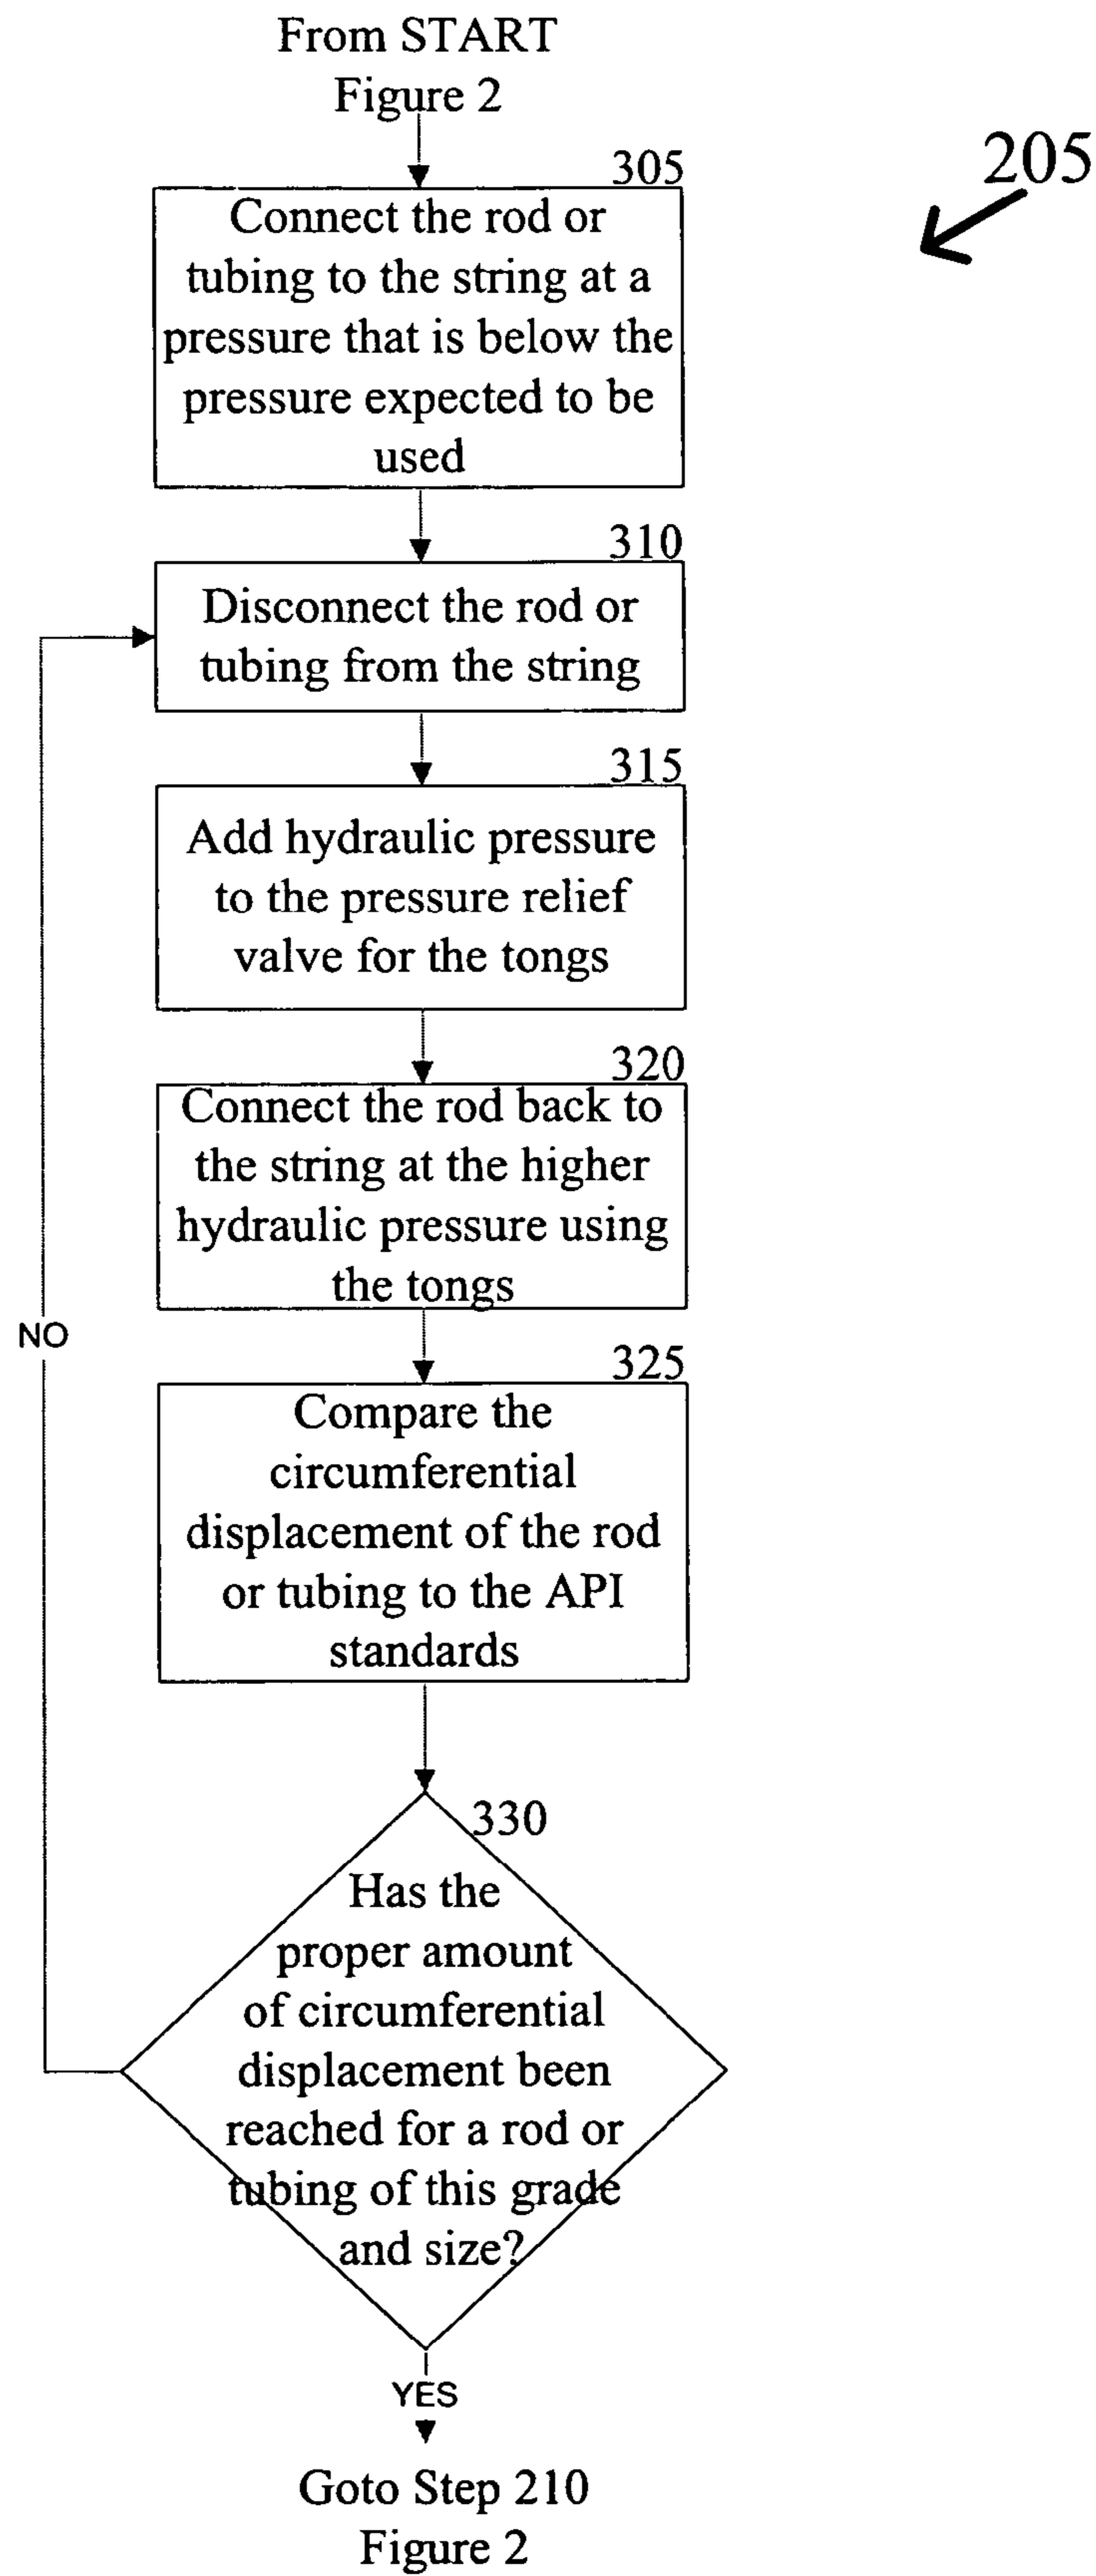 From START
Figure 2
205
305
Connect the rod or
tubing to the string at a
pressure that is below the
pressure expected to be
used
310
Disconnect the rod or
tubing from the string
315
Add hydraulic pressure
to the pressure relief
valve for the tongs
320
Connect the rod back to
the string at the higher
hydraulic pressure using
the tongs
325
Compare the
circumferential
displacement of the rod
or tubing to the API
standards
330
Has the
proper amount
of circumferential
displacement been
reached for a rod or
tubing of this grade
and size?
NO
YES
Goto Step 210
Figure 2